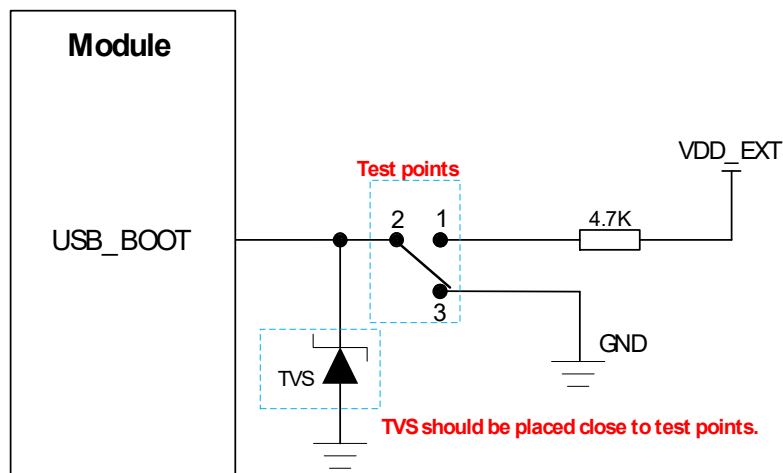 Module
VDD_EXT
Test points
2
1
4.7K
USB_BOOT
3
GND
TVS
TVS should be placed close to test points.